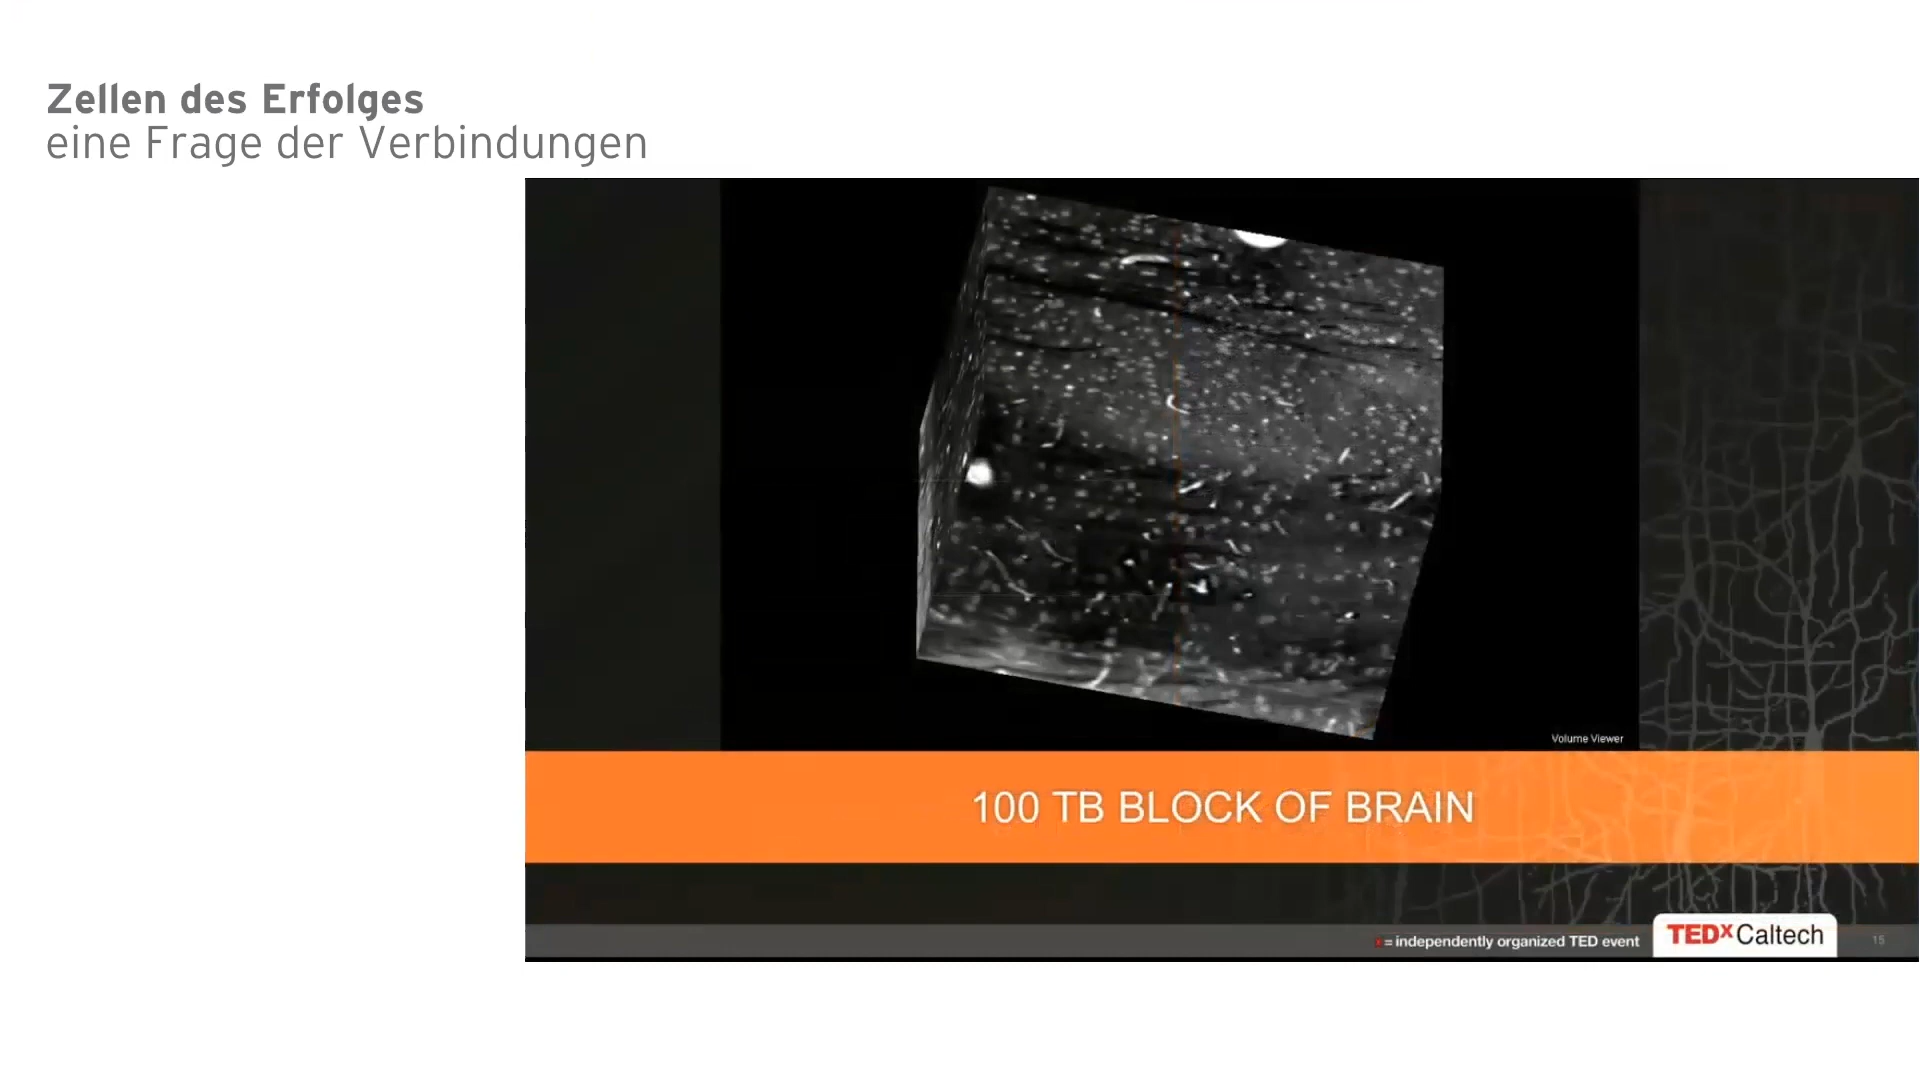 Zellen des Erfolges
eine Frage der Verbindungen
Volume Viewer
100 TB BLOCK OF BRAIN
x = independently organized TED event
TEDxCaltech
15